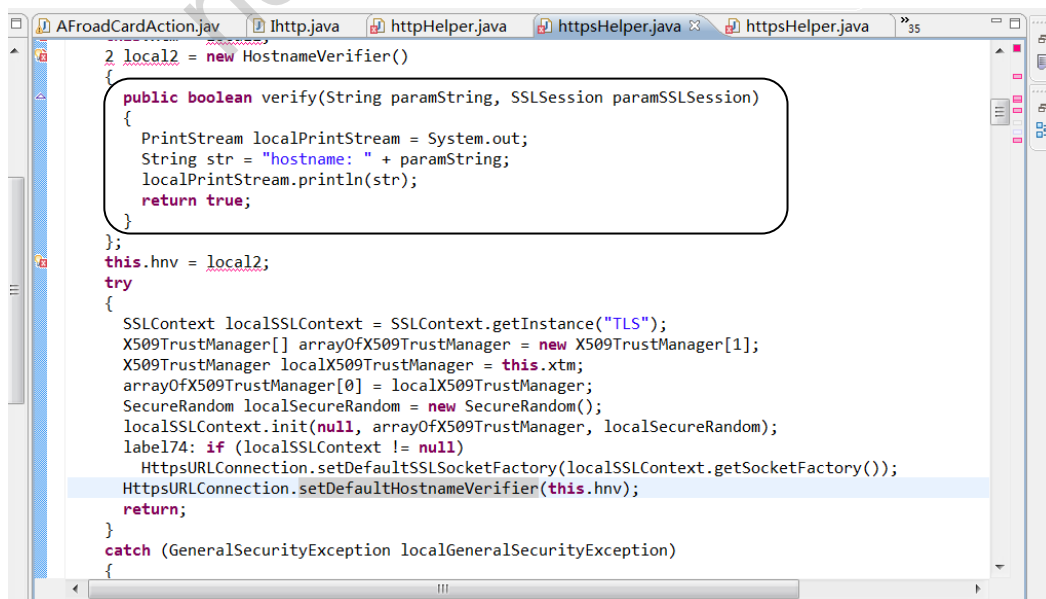 AFroadCardAction.jav Ihttp.java httpHelper.java httpsHelper.java httpsHelper.java »35
2 local2 = new HostnameVerifier()
{
public boolean verify(String paramString, SSLSession paramSSLSession)
{
PrintStream localPrintStream = System.out;
String str = "hostname: " + paramString;
localPrintStream.println(str);
return true;
}
};
this.hnv = local2;
try
{
SSLContext localSSLContext = SSLContext.getInstance("TLS");
X509TrustManager[] arrayOfX509TrustManager = new X509TrustManager[1];
X509TrustManager localX509TrustManager = this.xtm;
arrayOfX509TrustManager[0] = localX509TrustManager;
SecureRandom localSecureRandom = new SecureRandom();
localSSLContext.init(null, arrayOfX509TrustManager, localSecureRandom);
label74: if (localSSLContext != null)
HttpsURLConnection.setDefaultSSLSocketFactory(localSSLContext.getSocketFactory());
HttpsURLConnection.setDefaultHostnameVerifier(this.hnv);
return;
}
catch (GeneralSecurityException localGeneralSecurityException)
{